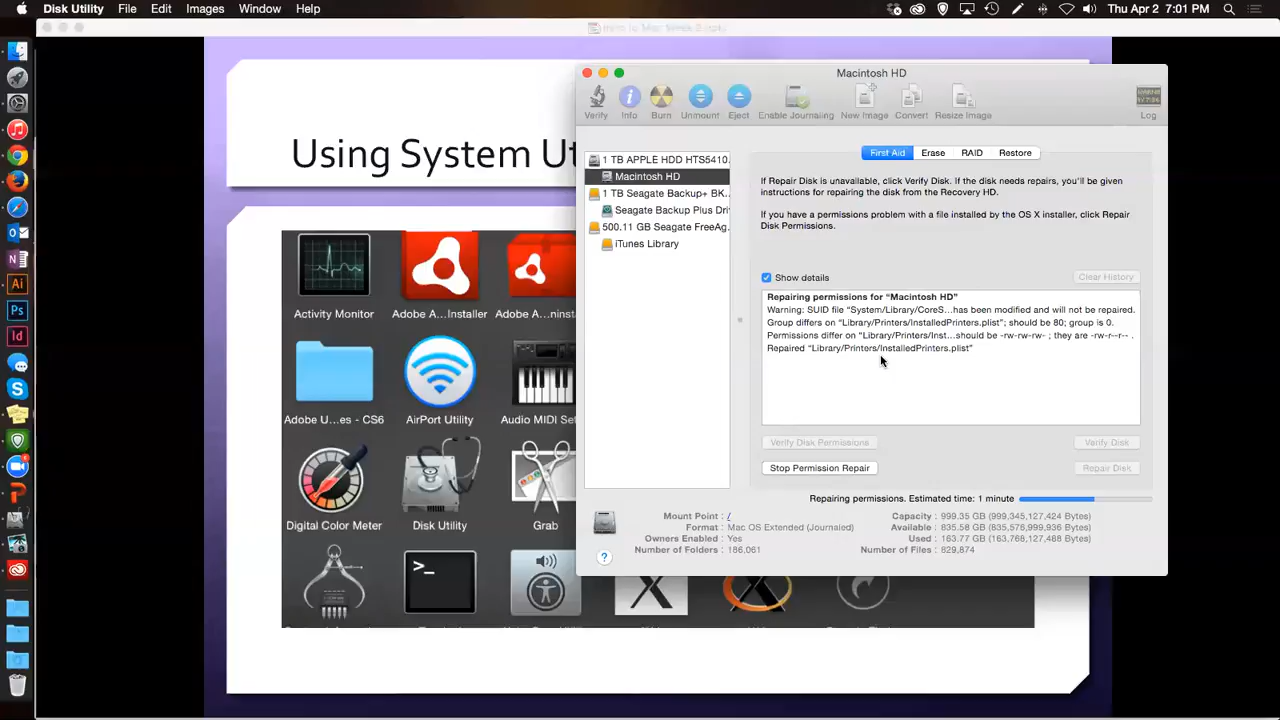 Disk Utility File Edit Images Window Help Thu Apr 2 7:01 PM
Macintosh HD
Verify Info Burn Unmount Eject Enable Journaling New Image Convert Resize Image Log
Using System Ut
1 TB APPLE HDD HTS5410.
Macintosh HD
1 TB Seagate Backup+ BK...
Seagate Backup Plus Dri
500.11 GB Seagate FreeAg.
iTunes Library
First Aid Erase RAID Restore
If Repair Disk is unavailable, click Verify Disk. If the disk needs repairs, you'll be given
instructions for repairing the disk from the Recovery HD.
If you have a permissions problem with a file installed by the OS X installer, click Repair
Disk Permissions.
Show details Clear History
Repairing permissions for “Macintosh HD”
Warning: SUID file “System/Library/CoreS...has been modified and will not be repaired.
Group differs on “Library/Printers/InstalledPrinters.plist”; should be 80; group is 0.
Permissions differ on “Library/Printers/Inst...should be -rw-rw-rw- ; they are -rw-r--r-- .
Repaired “Library/Printers/InstalledPrinters.plist”
Verify Disk Permissions Verify Disk
Stop Permission Repair Repair Disk
Repairing permissions. Estimated time: 1 minute
Mount Point : / Capacity : 999.35 GB (999,345,127,424 Bytes)
Format : Mac OS Extended (Journaled) Available : 835.58 GB (835,576,999,936 Bytes)
Owners Enabled : Yes Used : 163.77 GB (163,768,127,488 Bytes)
Number of Folders : 186,061 Number of Files : 829,874
Activity Monitor Adobe A...Installer Adobe A...ninst
Adobe U...es - CS6 AirPort Utility Audio MIDI Set
Digital Color Meter Disk Utility Grab